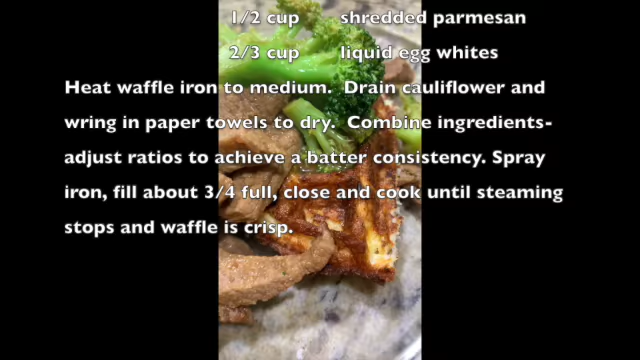 1/2 cup shredded parmesan
2/3 cup liquid egg whites
Heat waffle iron to medium. Drain cauliflower and
wring in paper towels to dry. Combine ingredients-
adjust ratios to achieve a batter consistency. Spray
iron, fill about 3/4 full, close and cook until steaming
stops and waffle is crisp.